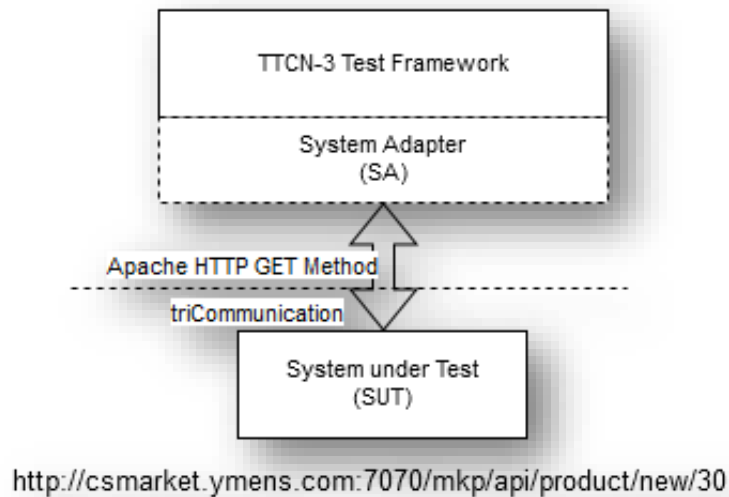 TTCN-3 Test Framework
System Adapter
(SA)
Apache HTTP GET Method
triCommunication
System under Test
(SUT)
http://csmarket.ymens.com:7070/mkp/api/product/new/30